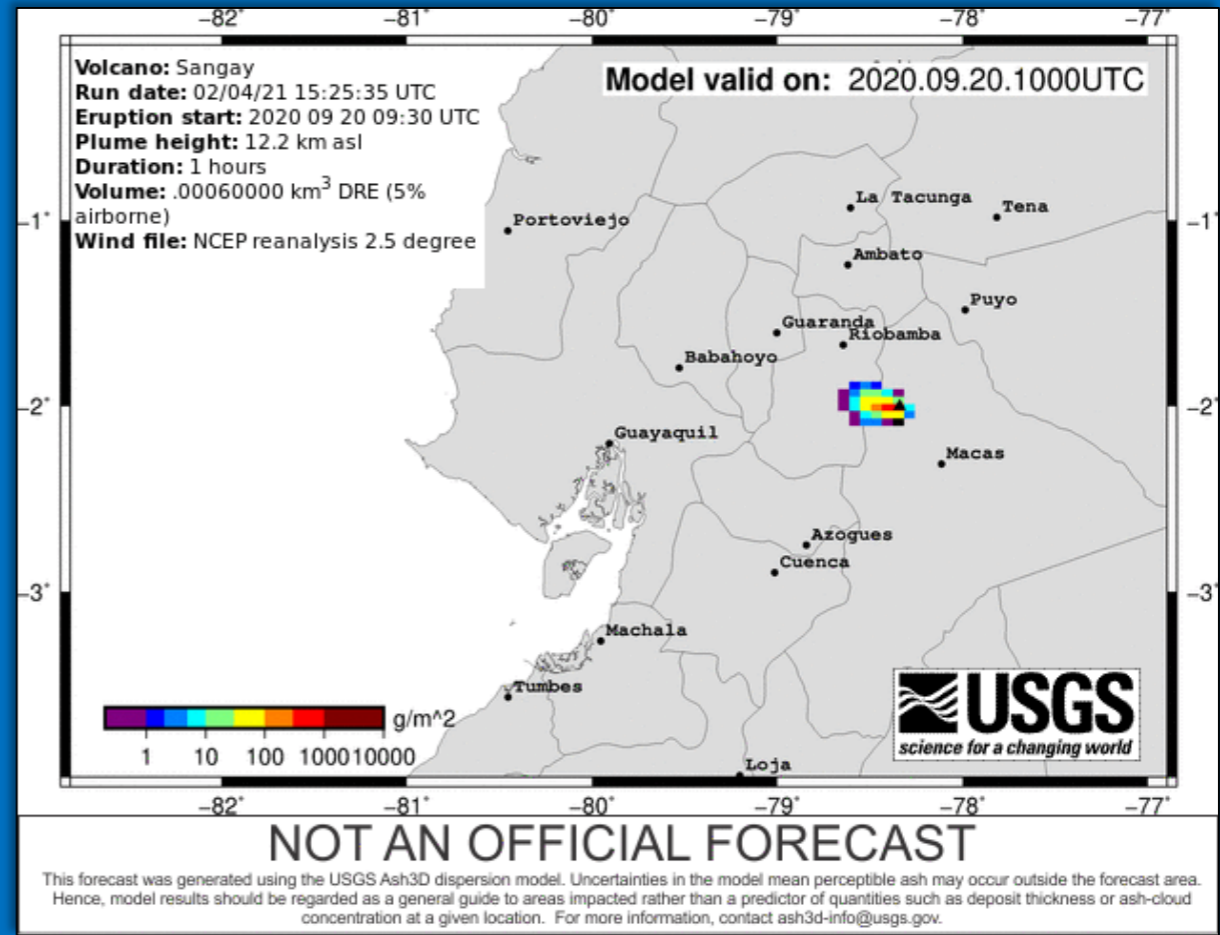 −82° −81° −80° −79° −78° −77°
Volcano: Sangay
Run date: 02/04/21 15:25:35 UTC
Eruption start: 2020 09 20 09:30 UTC
Plume height: 12.2 km asl
Duration: 1 hours
Volume: .00060000 km3 DRE (5%
airborne)
Wind file: NCEP reanalysis 2.5 degree
Model valid on: 2020.09.20.1000UTC
La Tacunga
Tena
−1° −1°
Portoviejo
Ambato
Puyo
Guaranda
Riobamba
Babahoyo
−2° −2°
Guayaquil
Macas
Azogues
Cuenca
−3° −3°
Machala
Tumbes
Loja
g/m^2
1 10 100 1000 10000
USGS
science for a changing world
−82° −81° −80° −79° −78° −77°
NOT AN OFFICIAL FORECAST
This forecast was generated using the USGS Ash3D dispersion model. Uncertainties in the model mean perceptible ash may occur outside the forecast area.
Hence, model results should be regarded as a general guide to areas impacted rather than a predictor of quantities such as deposit thickness or ash-cloud
concentration at a given location. For more information, contact ash3d-info@usgs.gov.